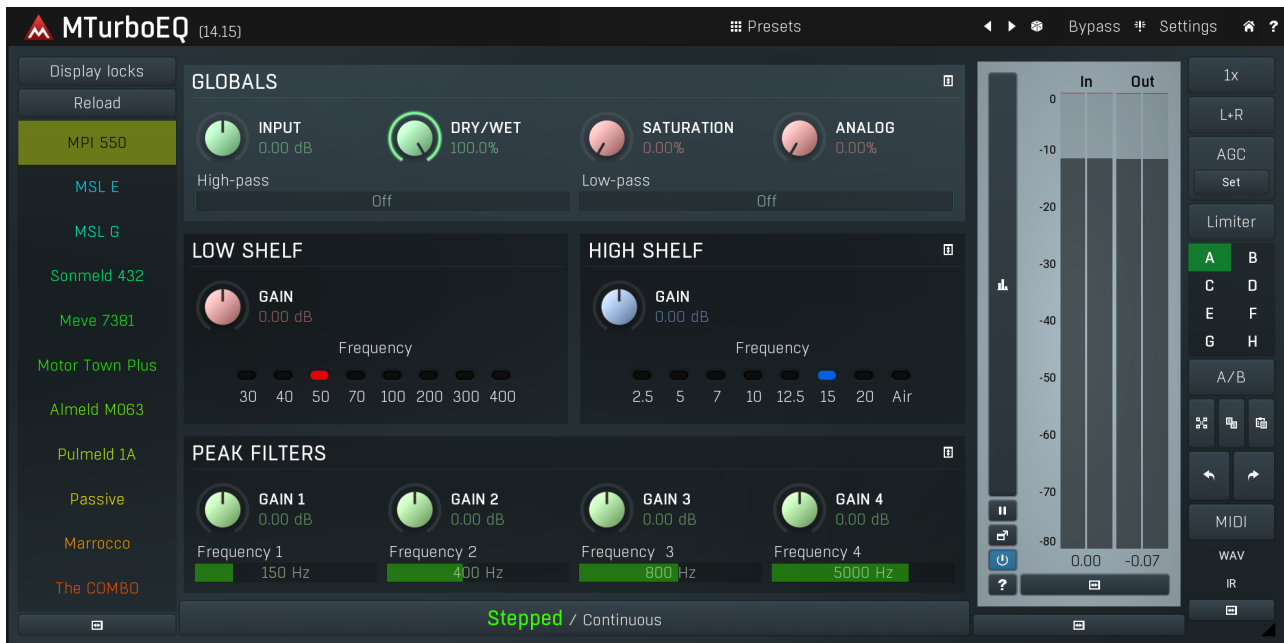 MTurboEQ (14.15) Presets Bypass Settings ?
Display locks
Reload
MPI 550
MSL E
MSL G
Sonmeld 432
Meve 7381
Motor Town Plus
Almeld M063
Pulmeld 1A
Passive
Marrocco
The COMBO
GLOBALS
INPUT DRY/WET SATURATION ANALOG
0.00 dB 100.0% 0.00% 0.00%
High-pass Low-pass
Off Off
LOW SHELF
GAIN
0.00 dB
Frequency
30 40 50 70 100 200 300 400
HIGH SHELF
GAIN
0.00 dB
Frequency
2.5 5 7 10 12.5 15 20 Air
PEAK FILTERS
GAIN 1 GAIN 2 GAIN 3 GAIN 4
0.00 dB 0.00 dB 0.00 dB 0.00 dB
Frequency 1 Frequency 2 Frequency 3 Frequency 4
150 Hz 400 Hz 800 Hz 5000 Hz
Stepped / Continuous
In Out
0
-10
-20
-30
-40
-50
-60
-70
-80
0.00 -0.07
?
1x
L+R
AGC
Set
Limiter
A B
C D
E F
G H
A/B
MIDI
WAV
IR